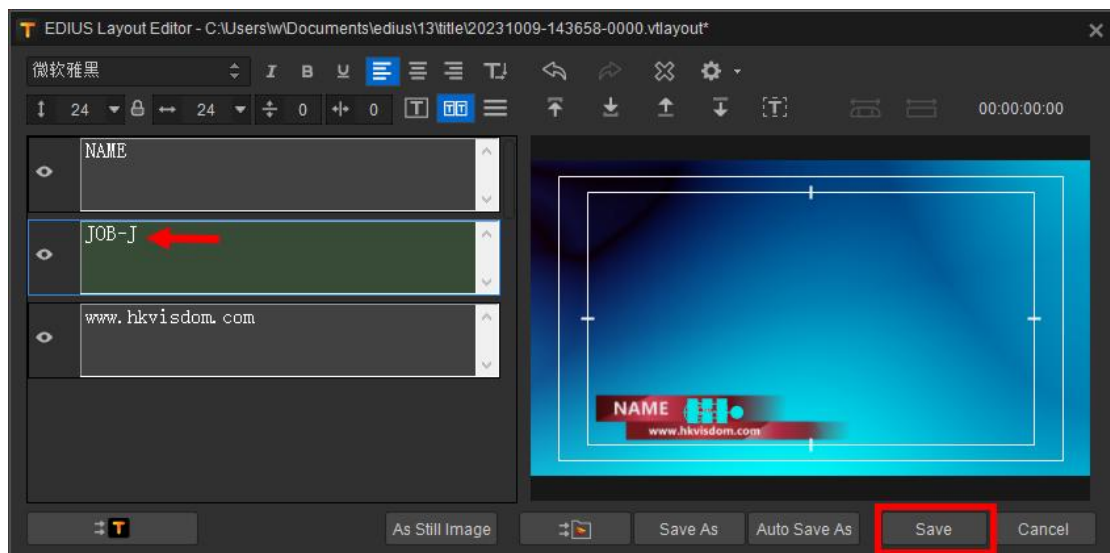 T EDIUS Layout Editor - C:\Users\w\Documents\edius\13\title\20231009-143658-0000.vtlayout*
微软雅黑 I B U T
24 24 0 0 T TT T 00:00:00:00
NAME
JOB-J
www.hkvisdom.com
NAME
www.hkvisdom.com
T As Still Image Save As Auto Save As Save Cancel